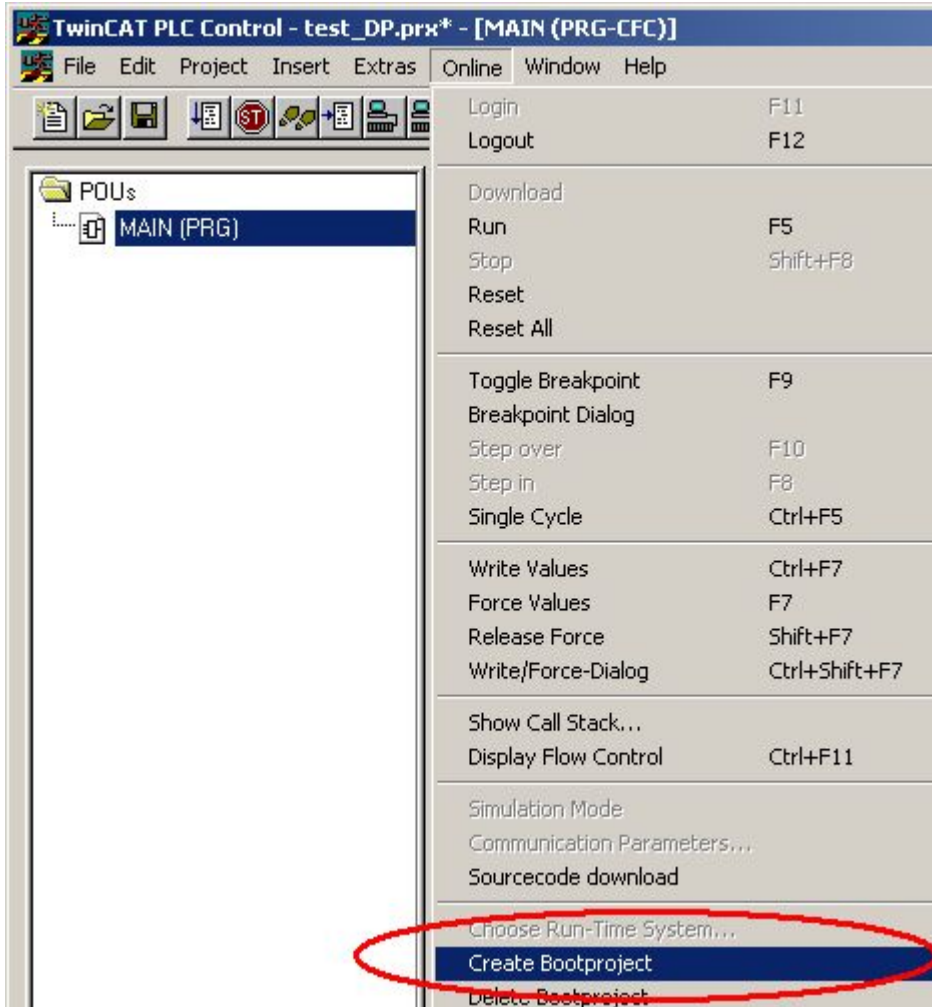 TwinCAT PLC Control - test_DP.prx* - [MAIN (PRG-CFC)]
File Edit Project Insert Extras Online Window Help
ST
POUs
MAIN (PRG)
Login F11
Logout F12
Download
Run F5
Stop Shift+F8
Reset
Reset All
Toggle Breakpoint F9
Breakpoint Dialog
Step over F10
Step in F8
Single Cycle Ctrl+F5
Write Values Ctrl+F7
Force Values F7
Release Force Shift+F7
Write/Force-Dialog Ctrl+Shift+F7
Show Call Stack...
Display Flow Control Ctrl+F11
Simulation Mode
Communication Parameters...
Sourcecode download
Choose Run-Time System...
Create Bootproject
Delete Bootproject